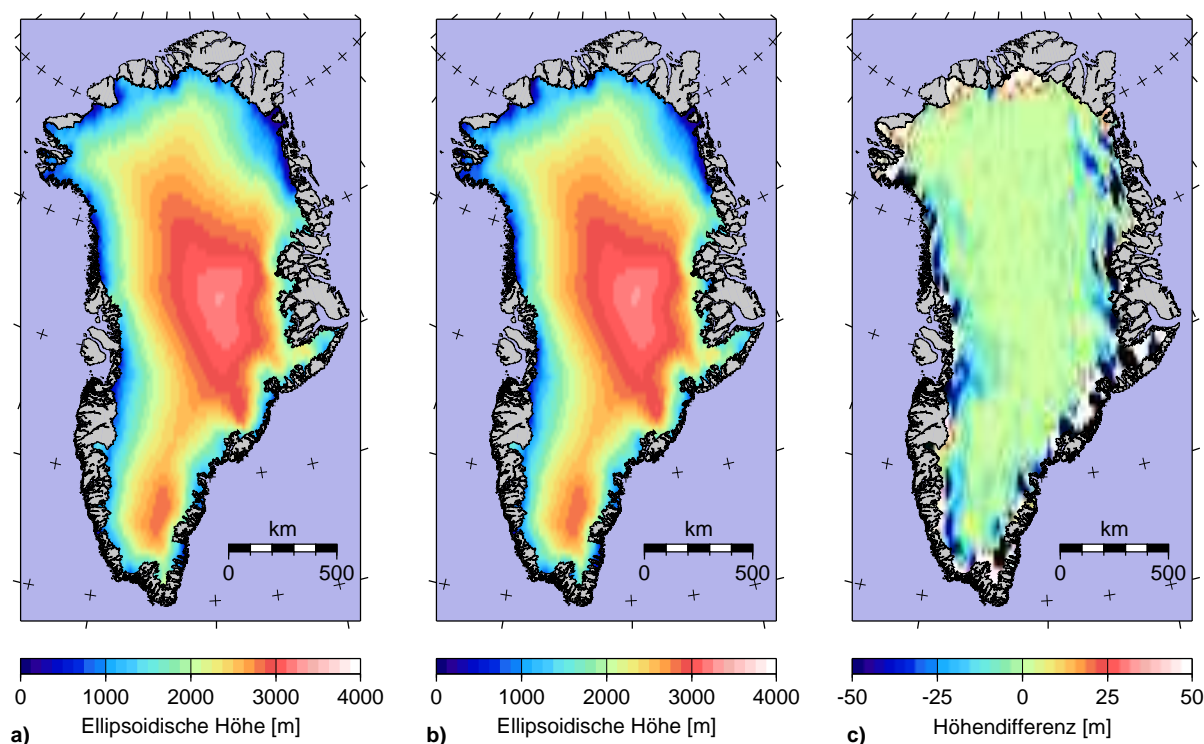 km
0 500
0 1000 2000 3000 4000
a) Ellipsoidische Höhe [m]
km
0 500
0 1000 2000 3000 4000
b) Ellipsoidische Höhe [m]
km
0 500
-50 -25 0 25 50
c) Höhendifferenz [m]